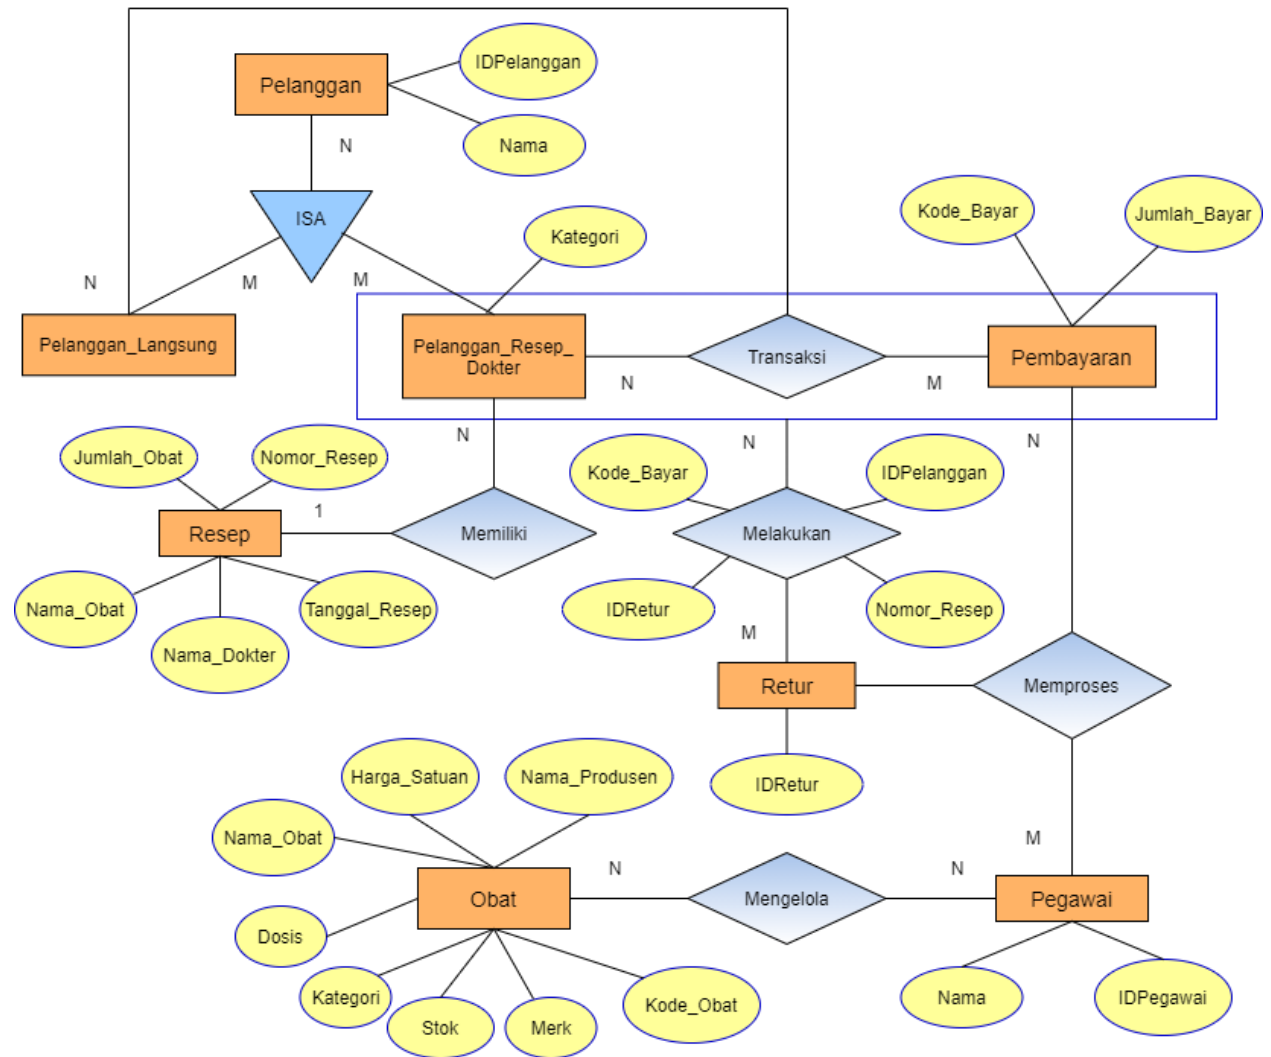 IDPelanggan
Pelanggan
Nama
N
ISA
Kode_Bayar
Jumlah_Bayar
Kategori
N
M
M
Pelanggan_Langsung
Pelanggan_Resep_
Dokter
Transaksi
Pembayaran
N
M
N
N
N
Jumlah_Obat
Nomor_Resep
Kode_Bayar
IDPelanggan
1
Resep
Memiliki
Melakukan
Nama_Obat
Tanggal_Resep
IDRetur
Nomor_Resep
M
Nama_Dokter
Retur
Memproses
Harga_Satuan
Nama_Produsen
IDRetur
Nama_Obat
M
N
N
Obat
Mengelola
Pegawai
Dosis
Kategori
Kode_Obat
Nama
IDPegawai
Stok
Merk